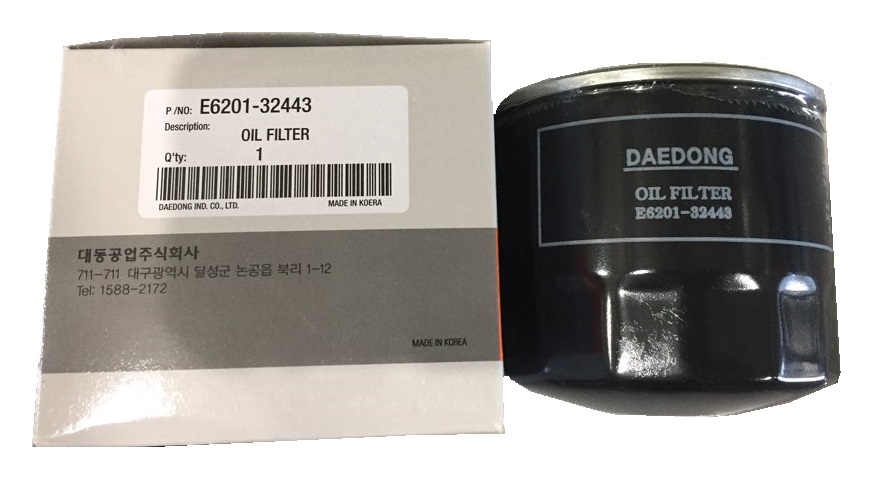 P /NO: E6201-32443
Description:
OIL FILTER
Q'ty: 1
DAEDONG IND. CO., LTD. MADE IN KOERA
대동공업주식회사
711-711 대구광역시 달성군 논공읍 북리 1-12
Tel: 1588-2172
MADE IN KOREA
DAEDONG
OIL FILTER
E6201-32443